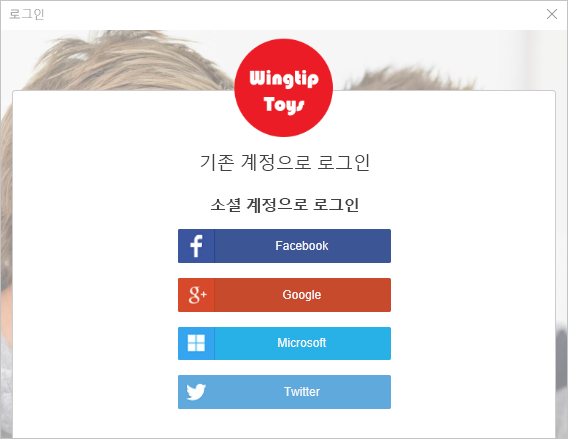 로그인
Wingtip
Toys
기존 계정으로 로그인
소셜 계정으로 로그인
Facebook
Google
Microsoft
Twitter